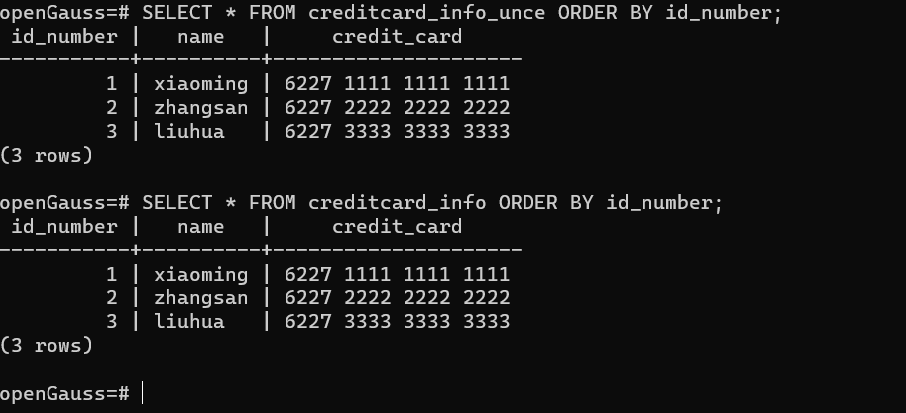 openGauss=# SELECT * FROM creditcard_info_unce ORDER BY id_number;
 id_number |   name   |     credit_card
-----------+----------+---------------------
         1 | xiaoming | 6227 1111 1111 1111
         2 | zhangsan | 6227 2222 2222 2222
         3 | liuhua   | 6227 3333 3333 3333
(3 rows)

openGauss=# SELECT * FROM creditcard_info ORDER BY id_number;
 id_number |   name   |     credit_card
-----------+----------+---------------------
         1 | xiaoming | 6227 1111 1111 1111
         2 | zhangsan | 6227 2222 2222 2222
         3 | liuhua   | 6227 3333 3333 3333
(3 rows)

openGauss=#